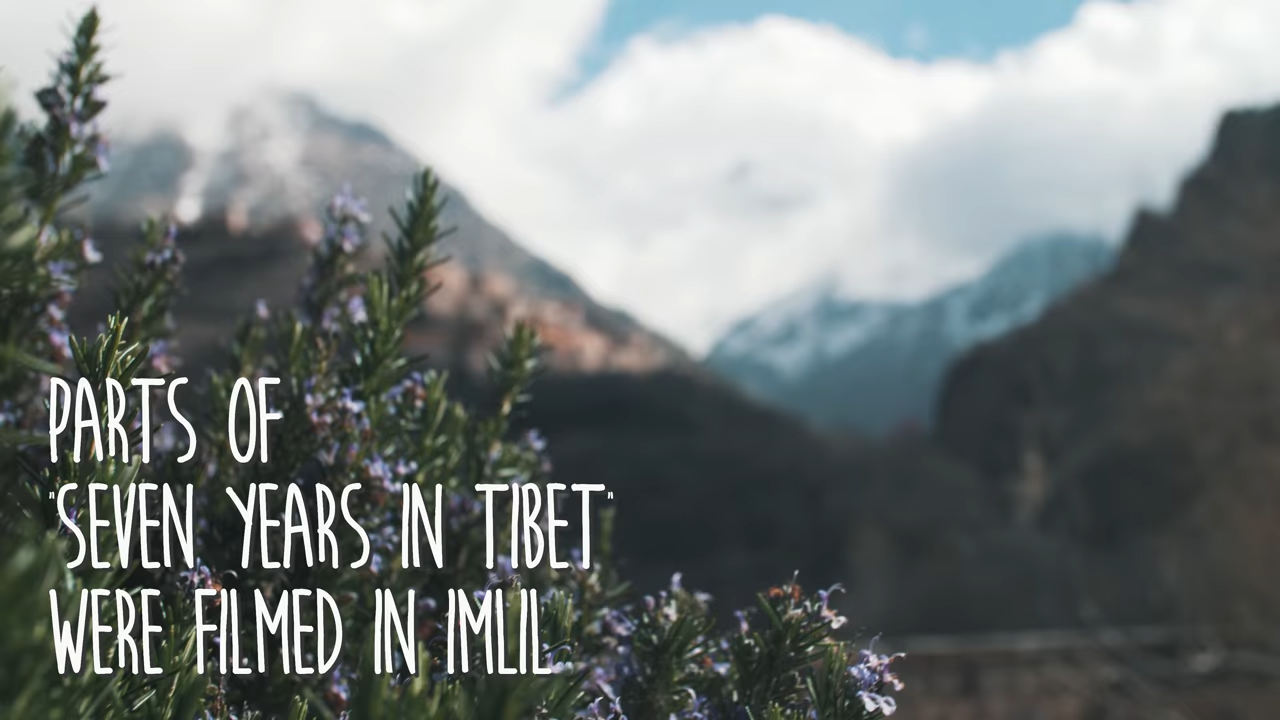 PARTS OF
"SEVEN YEARS IN TIBET"
WERE FILMED IN IMLIL